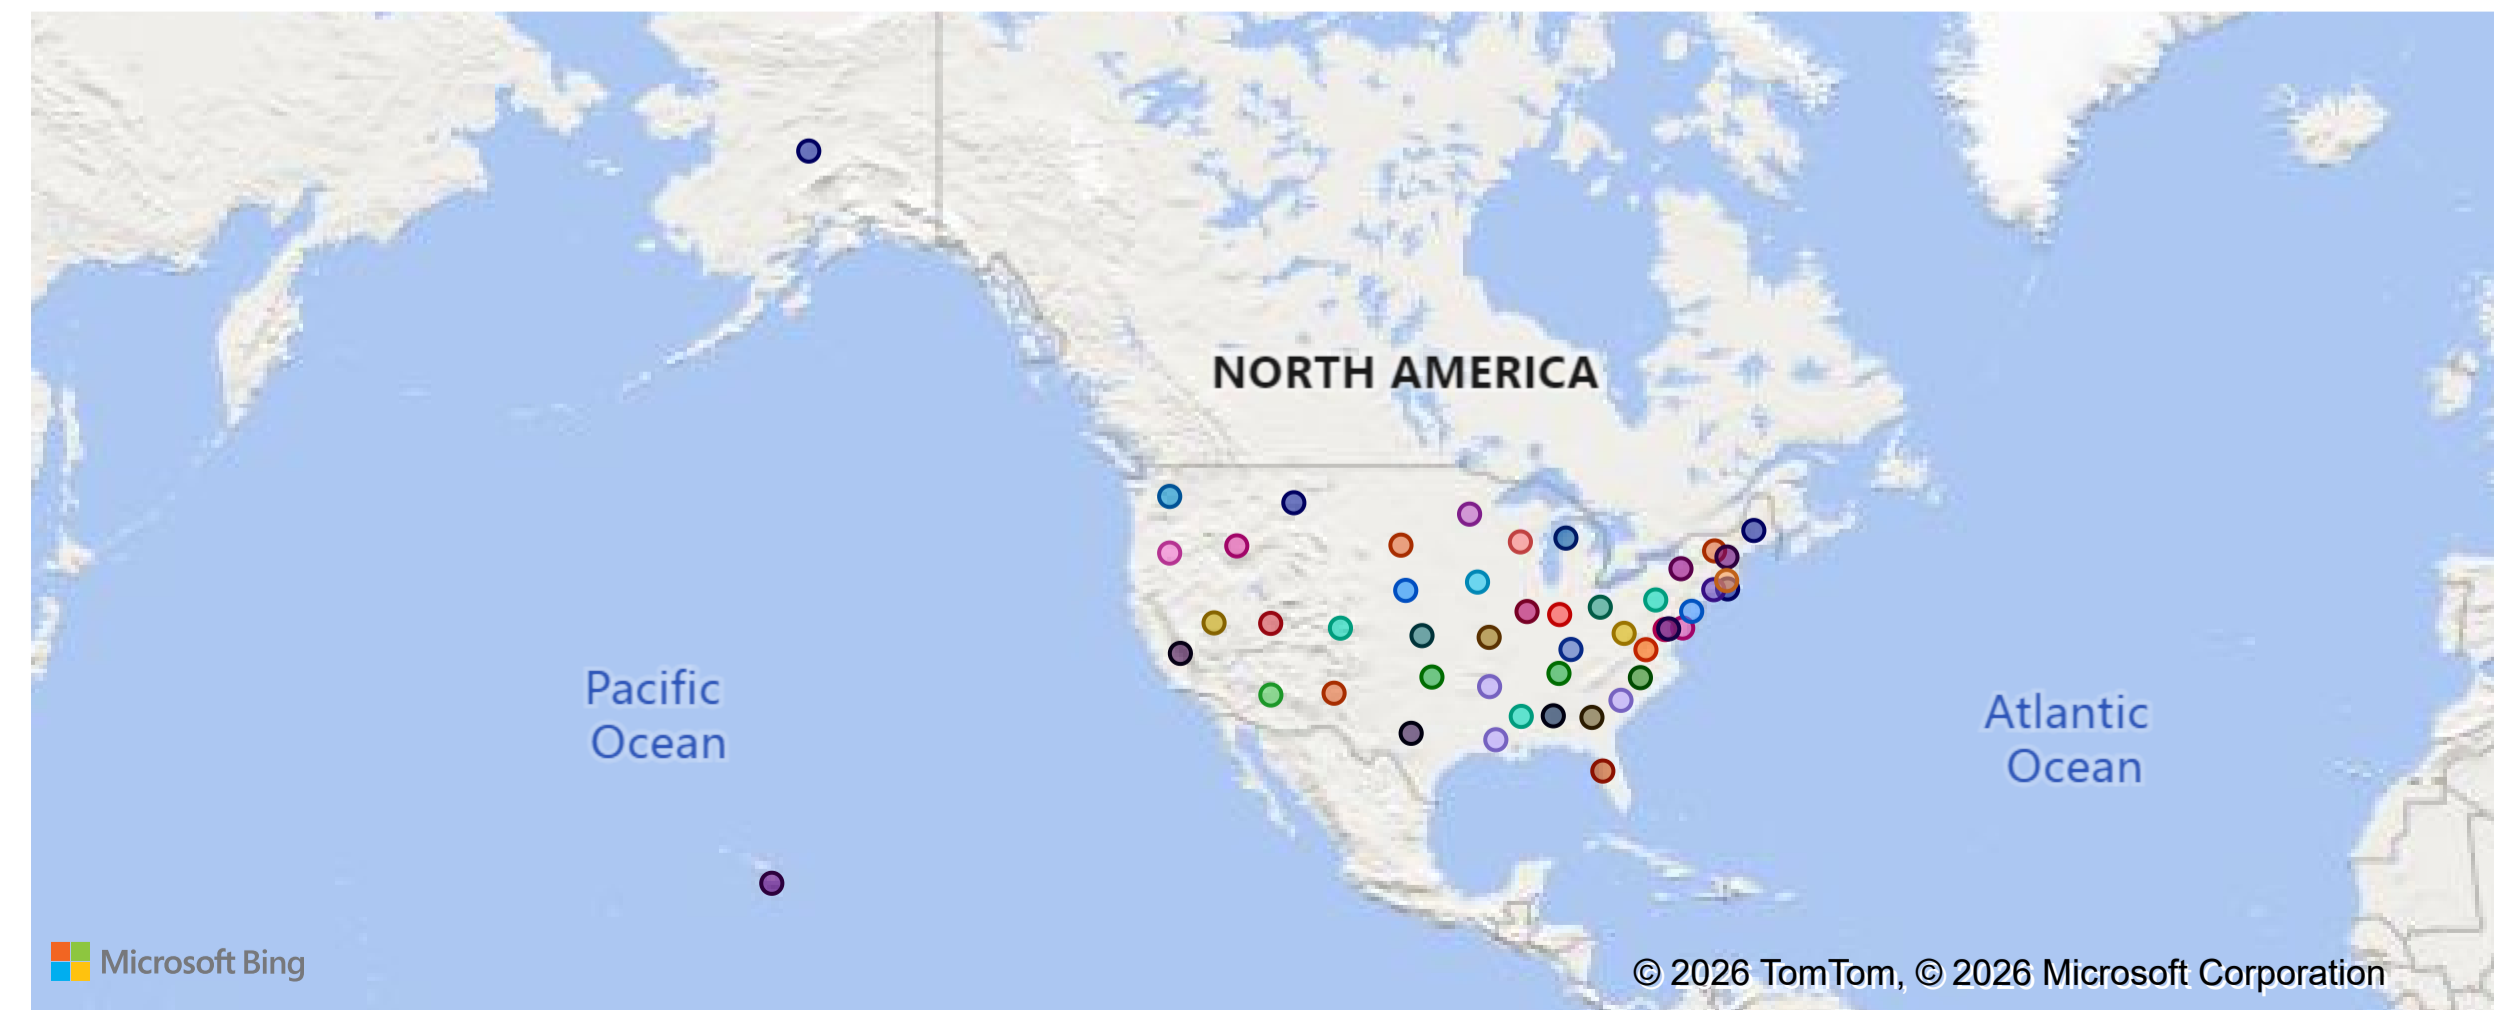 NORTH AMERICA
Pacific
Ocean
Atlantic
Ocean
Microsoft Bing
© 2026 TomTom, © 2026 Microsoft Corporation